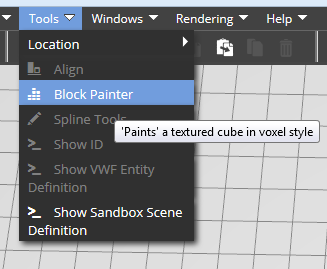 Tools Windows Rendering Help
Location
Align
Block Painter
Spline Tools
'Paints' a textured cube in voxel style
Show ID
Show VWF Entity
Definition
Show Sandbox Scene
Definition